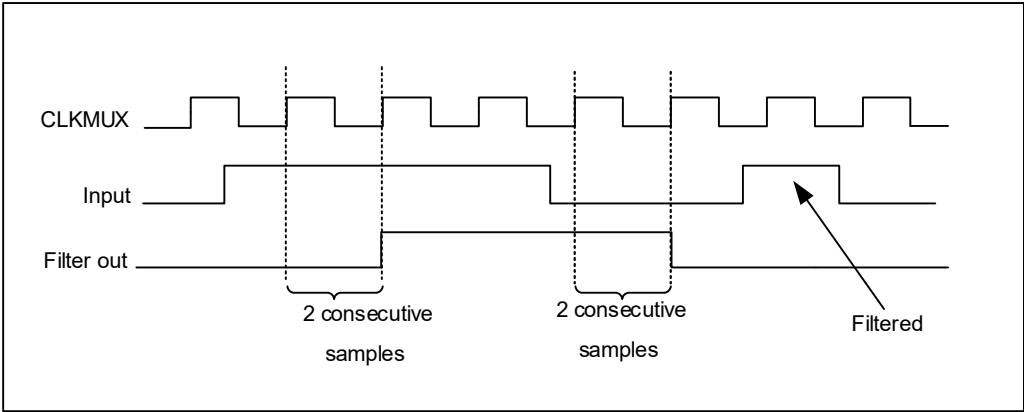 CLKMUX
Input
Filter out
2 consecutive
samples
2 consecutive
samples
Filtered